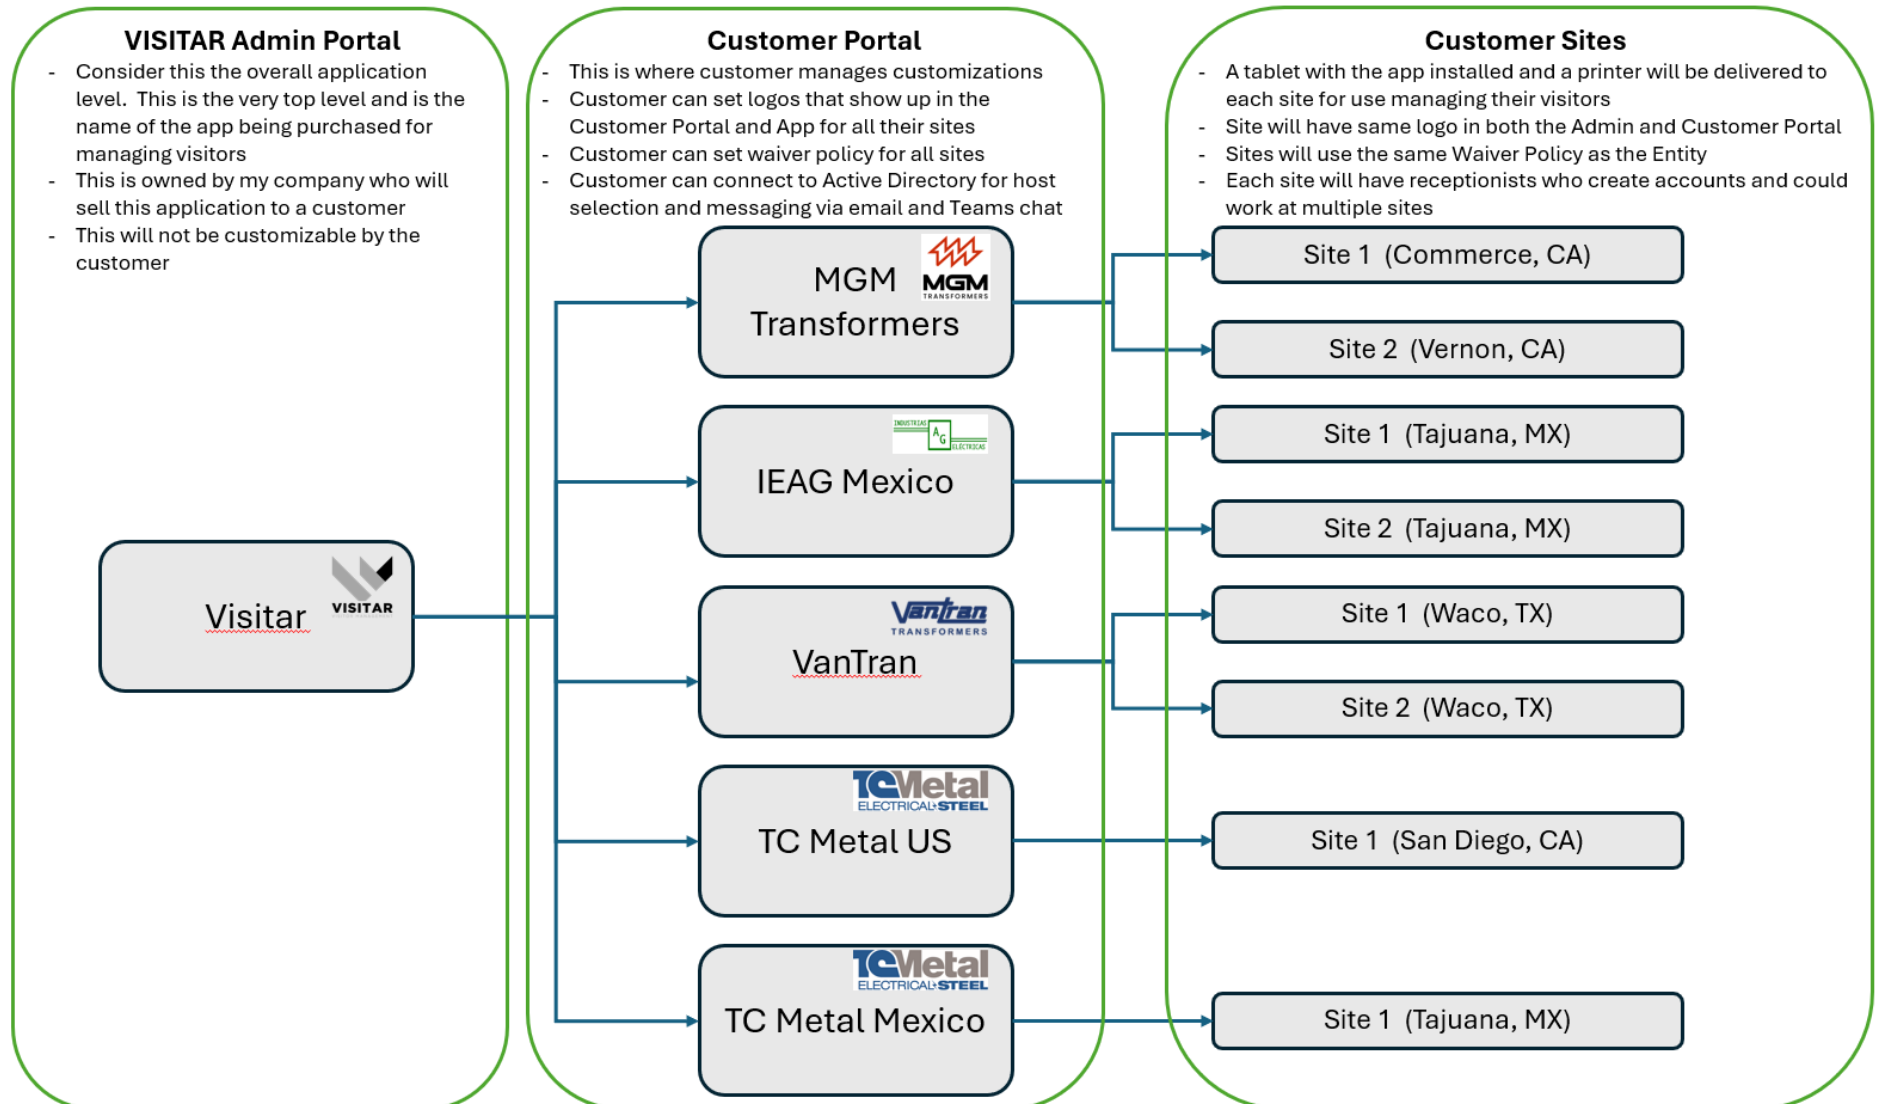 VISITAR Admin Portal
- Consider this the overall application
level. This is the very top level and is the
name of the app being purchased for
managing visitors
- This is owned by my company who will
sell this application to a customer
- This will not be customizable by the
customer
Visitar
VISITAR
Customer Portal
- This is where customer manages customizations
- Customer can set logos that show up in the
Customer Portal and App for all their sites
- Customer can set waiver policy for all sites
- Customer can connect to Active Directory for host
selection and messaging via email and Teams chat
MGM
Transformers
MGM
TRANSFORMERS
INDUSTRIAS
AG
ELÉCTRICAS
IEAG Mexico
VanTran
TRANSFORMERS
VanTran
TCMetal
ELECTRICAL STEEL
TC Metal US
TCMetal
ELECTRICAL STEEL
TC Metal Mexico
Customer Sites
- A tablet with the app installed and a printer will be delivered to
each site for use managing their visitors
- Site will have same logo in both the Admin and Customer Portal
- Sites will use the same Waiver Policy as the Entity
- Each site will have receptionists who create accounts and could
work at multiple sites
Site 1 (Commerce, CA)
Site 2 (Vernon, CA)
Site 1 (Tajuana, MX)
Site 2 (Tajuana, MX)
Site 1 (Waco, TX)
Site 2 (Waco, TX)
Site 1 (San Diego, CA)
Site 1 (Tajuana, MX)